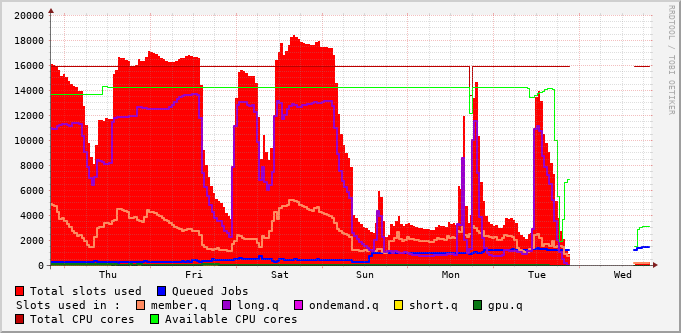 20000
18000
16000
14000
12000
10000
8000
6000
4000
2000
0
Thu Fri Sat Sun Mon Tue Wed
RRDTOOL / TOBI OETIKER
Total slots used Queued Jobs
Slots used in : member.q long.q ondemand.q short.q gpu.q
Total CPU cores Available CPU cores